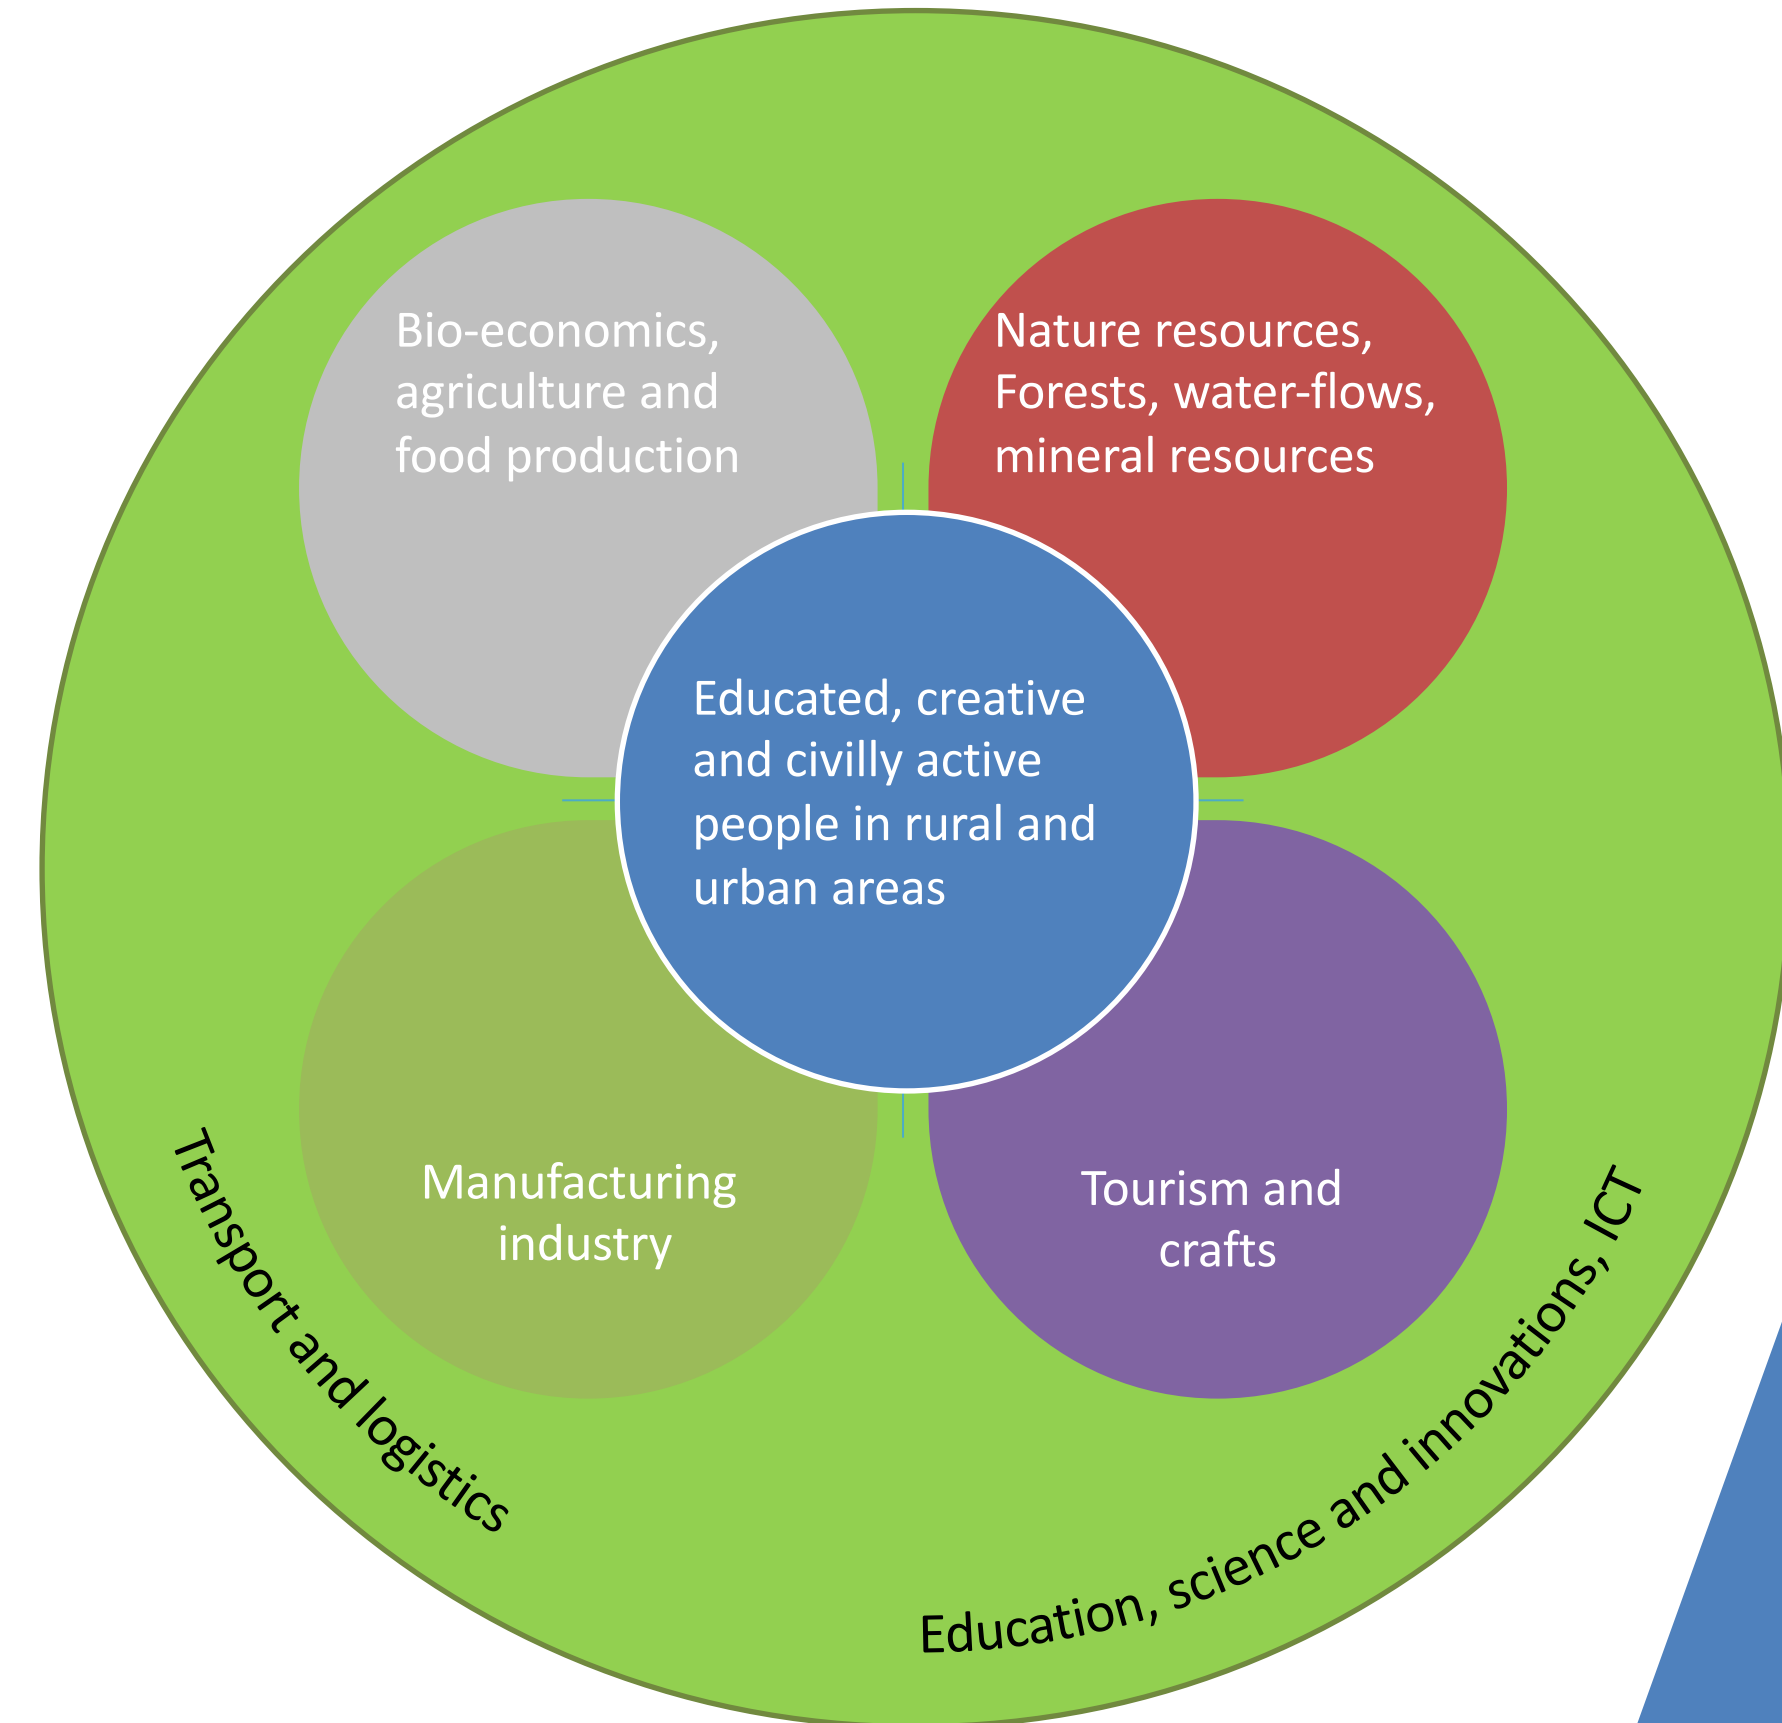 Bio-economics,
agriculture and
food production
Nature resources,
Forests, water-flows,
mineral resources
Educated, creative
and civilly active
people in rural and
urban areas
Manufacturing
industry
Tourism and
crafts
Transport and logistics
Education, science and innovations, ICT